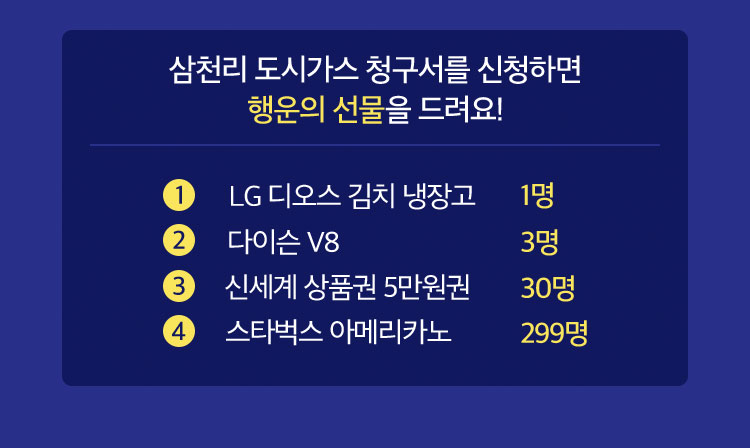 삼천리 도시가스 청구서를 신청하면
행운의 선물을 드려요!
1 LG 디오스 김치 냉장고 1명
2 다이슨 V8 3명
3 신세계 상품권 5만원권 30명
4 스타벅스 아메리카노 299명